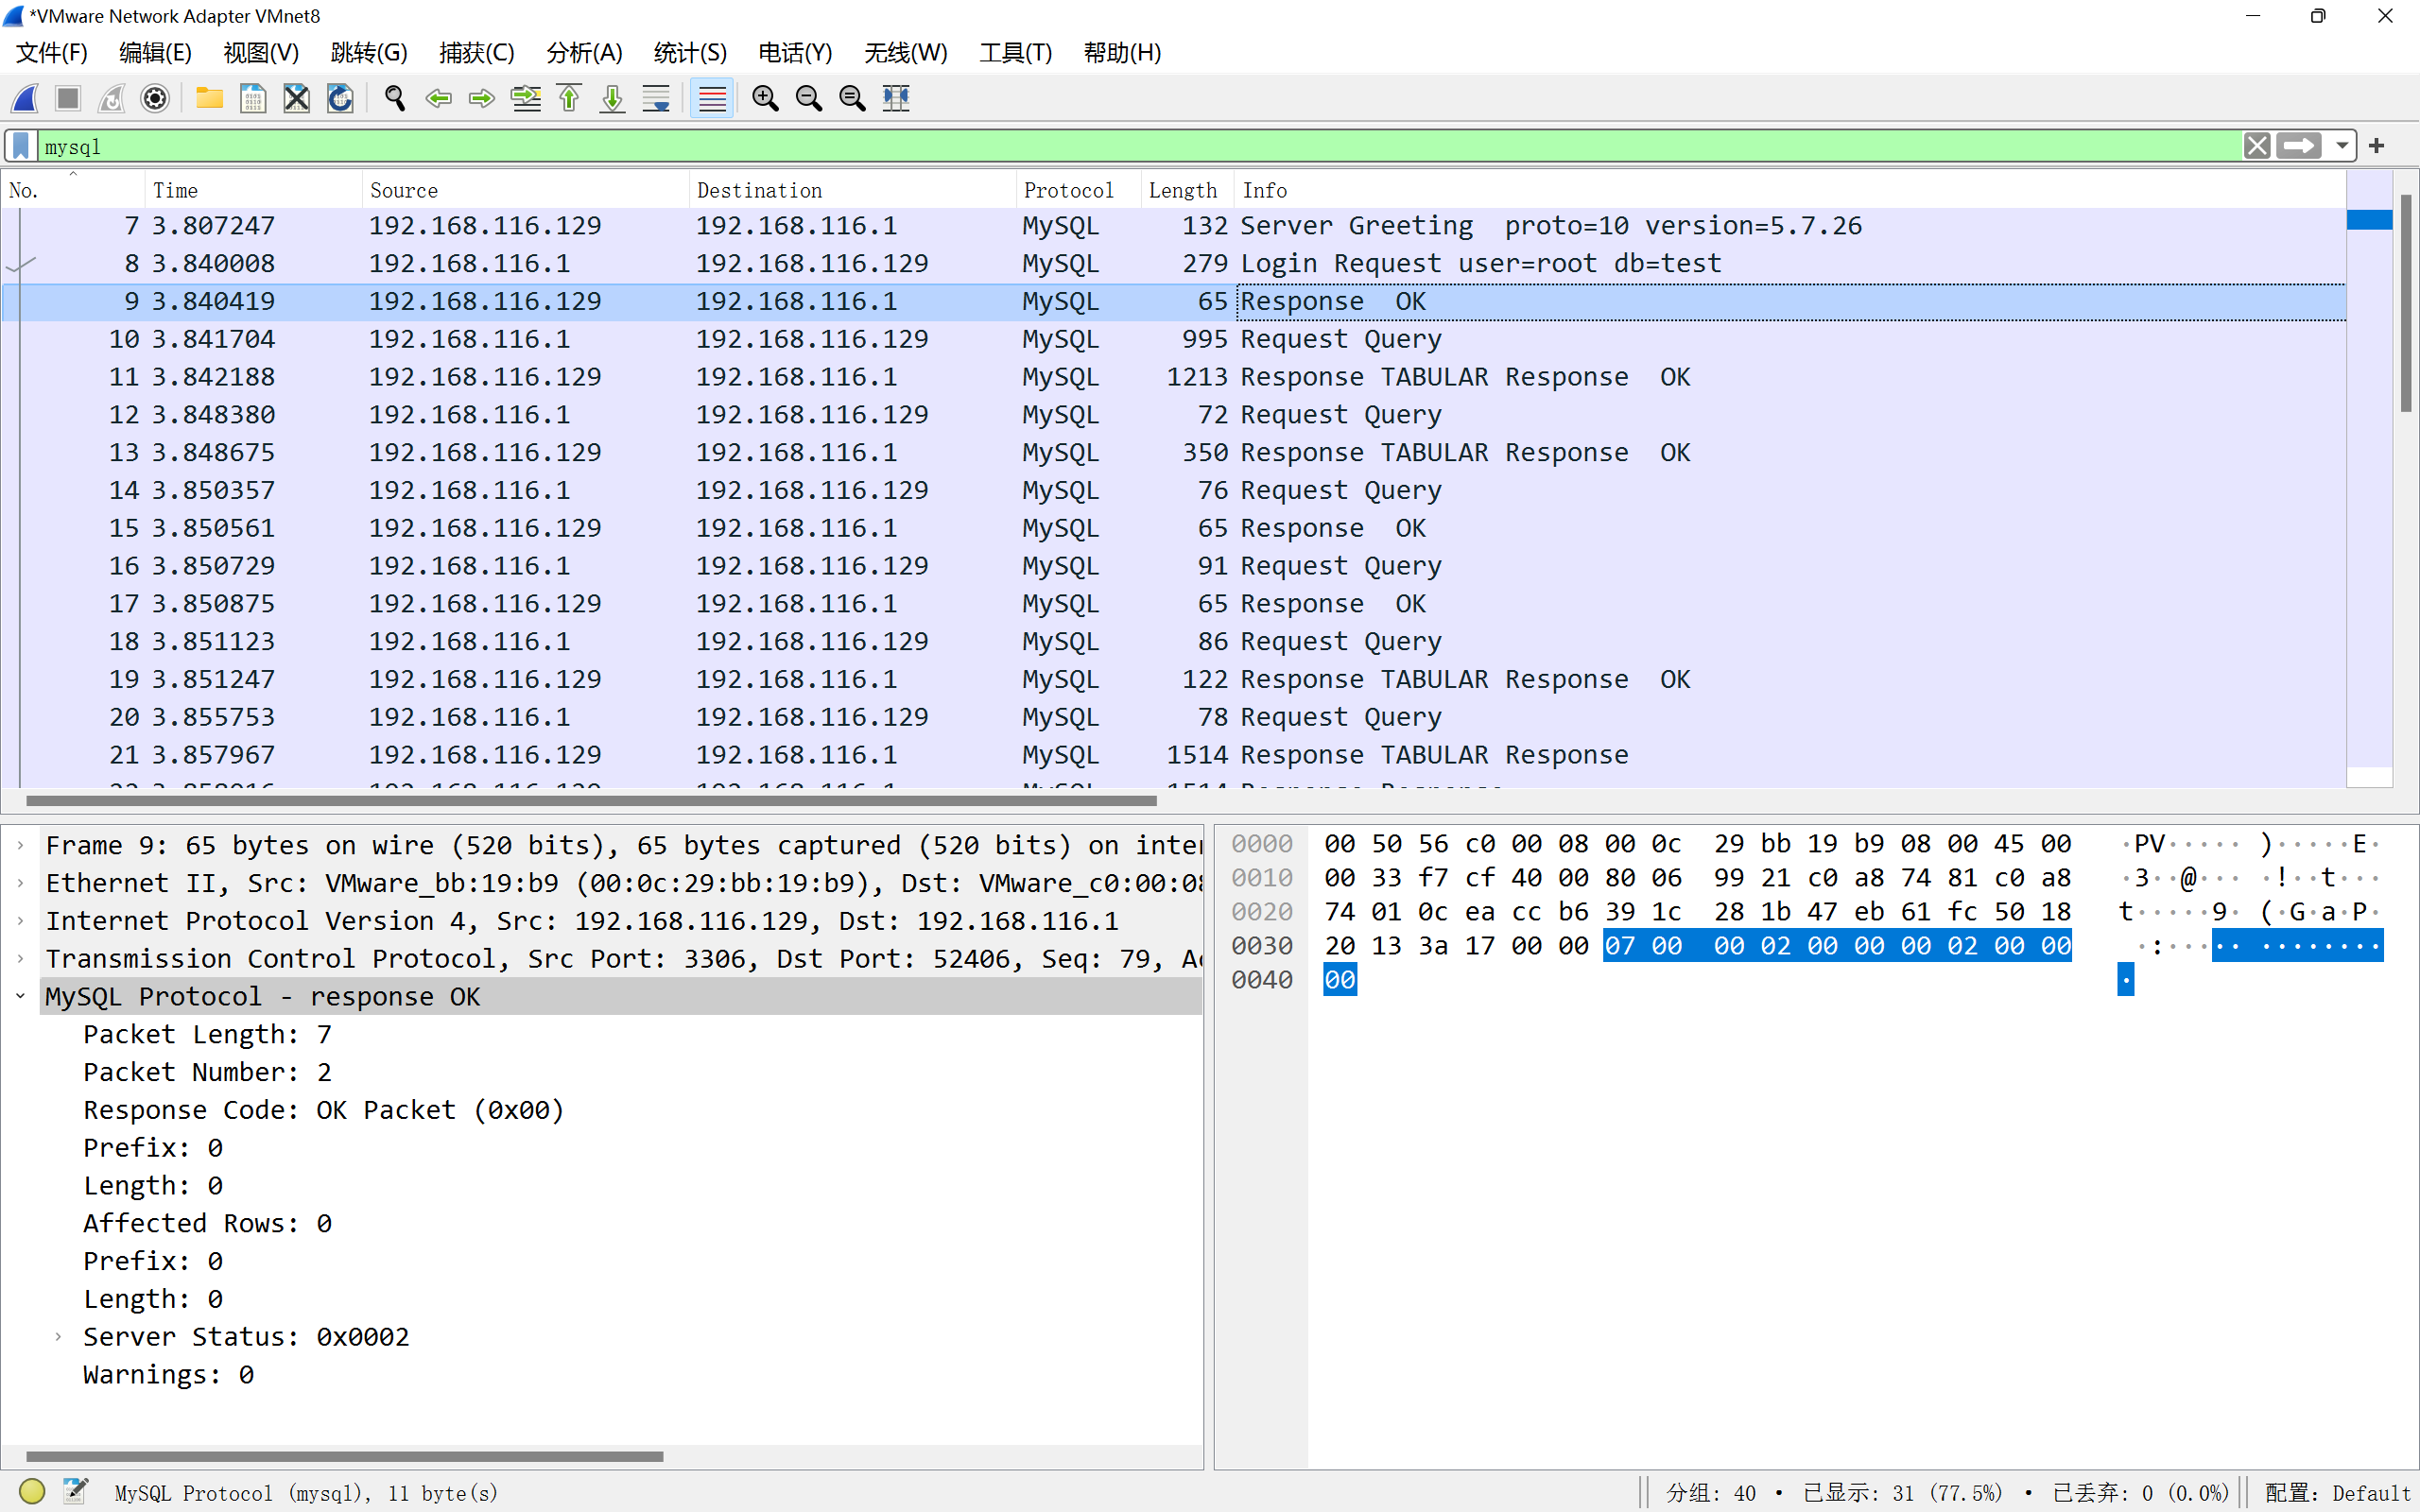 *VMware Network Adapter VMnet8
文件(F) 编辑(E) 视图(V) 跳转(G) 捕获(C) 分析(A) 统计(S) 电话(Y) 无线(W) 工具(T) 帮助(H)
mysql
No. Time Source Destination Protocol Length Info
7 3.807247 192.168.116.129 192.168.116.1 MySQL 132 Server Greeting proto=10 version=5.7.26
8 3.840008 192.168.116.1 192.168.116.129 MySQL 279 Login Request user=root db=test
9 3.840419 192.168.116.129 192.168.116.1 MySQL 65 Response OK
10 3.841704 192.168.116.1 192.168.116.129 MySQL 995 Request Query
11 3.842188 192.168.116.129 192.168.116.1 MySQL 1213 Response TABULAR Response OK
12 3.848380 192.168.116.1 192.168.116.129 MySQL 72 Request Query
13 3.848675 192.168.116.129 192.168.116.1 MySQL 350 Response TABULAR Response OK
14 3.850357 192.168.116.1 192.168.116.129 MySQL 76 Request Query
15 3.850561 192.168.116.129 192.168.116.1 MySQL 65 Response OK
16 3.850729 192.168.116.1 192.168.116.129 MySQL 91 Request Query
17 3.850875 192.168.116.129 192.168.116.1 MySQL 65 Response OK
18 3.851123 192.168.116.1 192.168.116.129 MySQL 86 Request Query
19 3.851247 192.168.116.129 192.168.116.1 MySQL 122 Response TABULAR Response OK
20 3.855753 192.168.116.1 192.168.116.129 MySQL 78 Request Query
21 3.857967 192.168.116.129 192.168.116.1 MySQL 1514 Response TABULAR Response
Frame 9: 65 bytes on wire (520 bits), 65 bytes captured (520 bits) on inter
Ethernet II, Src: VMware_bb:19:b9 (00:0c:29:bb:19:b9), Dst: VMware_c0:00:08
Internet Protocol Version 4, Src: 192.168.116.129, Dst: 192.168.116.1
Transmission Control Protocol, Src Port: 3306, Dst Port: 52406, Seq: 79, Ac
MySQL Protocol - response OK
Packet Length: 7
Packet Number: 2
Response Code: OK Packet (0x00)
Prefix: 0
Length: 0
Affected Rows: 0
Prefix: 0
Length: 0
Server Status: 0x0002
Warnings: 0
0000 00 50 56 c0 00 08 00 0c 29 bb 19 b9 08 00 45 00 ·PV····· )·····E·
0010 00 33 f7 cf 40 00 80 06 99 21 c0 a8 74 81 c0 a8 ·3··@··· ·!··t···
0020 74 01 0c ea cc b6 39 1c 28 1b 47 eb 61 fc 50 18 t·····9· (·G·a·P·
0030 20 13 3a 17 00 00 07 00 00 02 00 00 00 02 00 00 ·:····· ········
0040 00 ·
MySQL Protocol (mysql), 11 byte(s)
分组: 40 · 已显示: 31 (77.5%) · 已丢弃: 0 (0.0%) 配置: Default